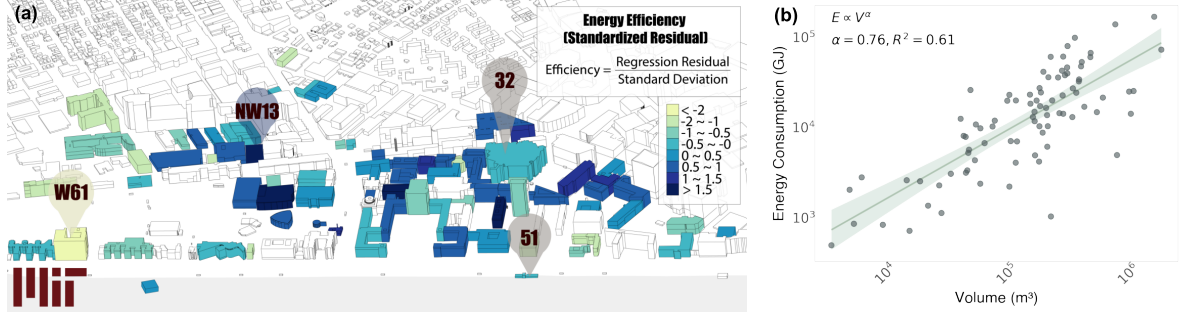 (a)
Energy Efficiency
(Standardized Residual)
Efficiency = Regression Residual
Standard Deviation
< -2
-2 ~ -1
-1 ~ -0.5
-0.5 ~ -0
0 ~ 0.5
0.5 ~ 1
1 ~ 1.5
> 1.5
32
NW13
W61
51
MIT
(b)
E ∝ V^α
α = 0.76, R² = 0.61
Energy Consumption (GJ)
10⁵
10⁴
10³
10⁴
10⁵
10⁶
Volume (m³)